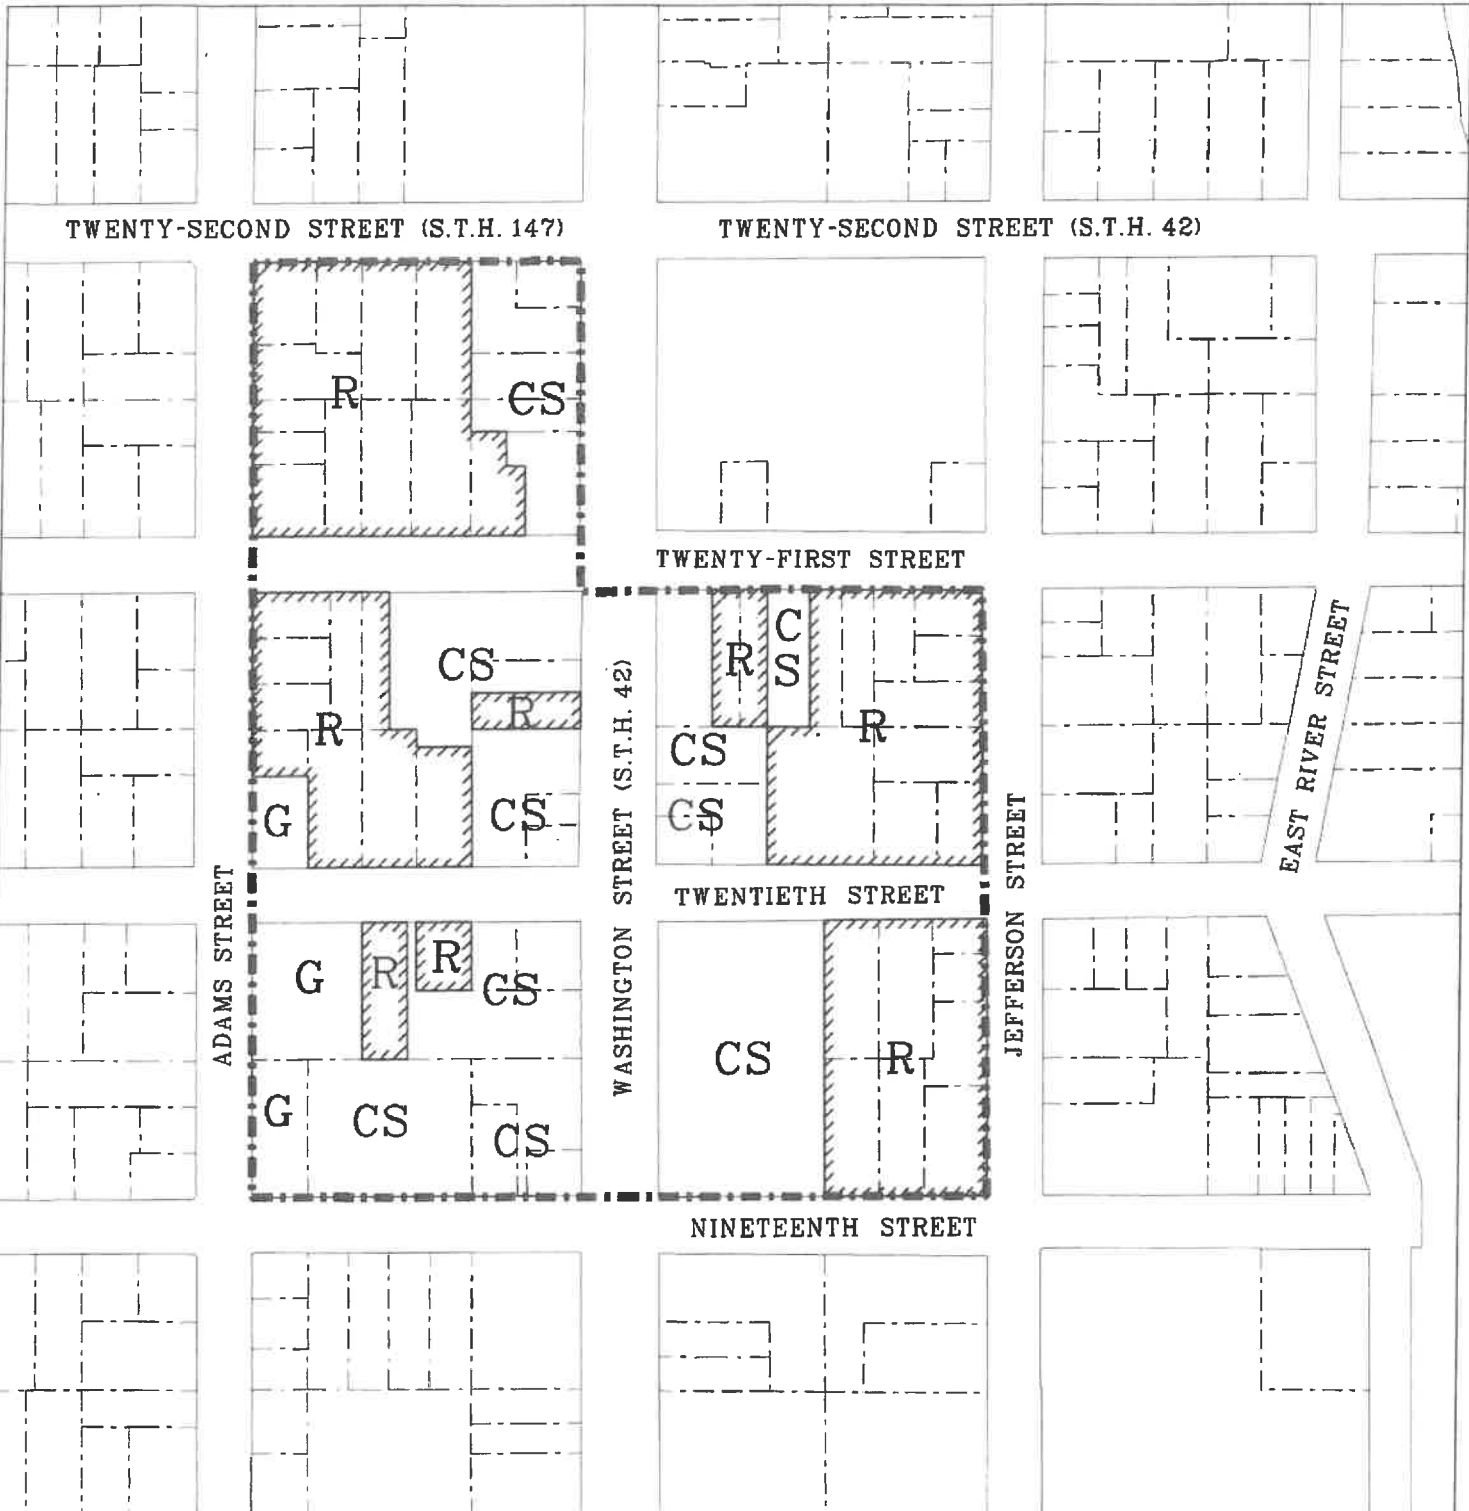 TWENTY-SECOND STREET (S.T.H. 147)
TWENTY-SECOND STREET (S.T.H. 42)
R
CS
TWENTY-FIRST STREET
C
S
CS
R
R
R
R
CS
G
CS
CS
WASHINGTON STREET (S.T.H. 42)
EAST RIVER STREET
ADAMS STREET
TWENTIETH STREET
JEFFERSON STREET
G
R
R
CS
CS
R
G
CS
CS
NINETEENTH STREET